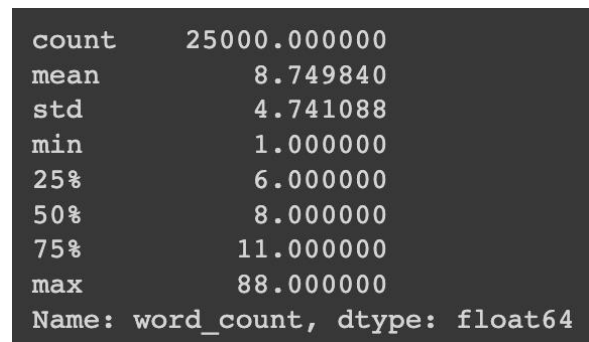 count 25000.000000
mean 8.749840
std 4.741088
min 1.000000
25% 6.000000
50% 8.000000
75% 11.000000
max 88.000000
Name: word_count, dtype: float64